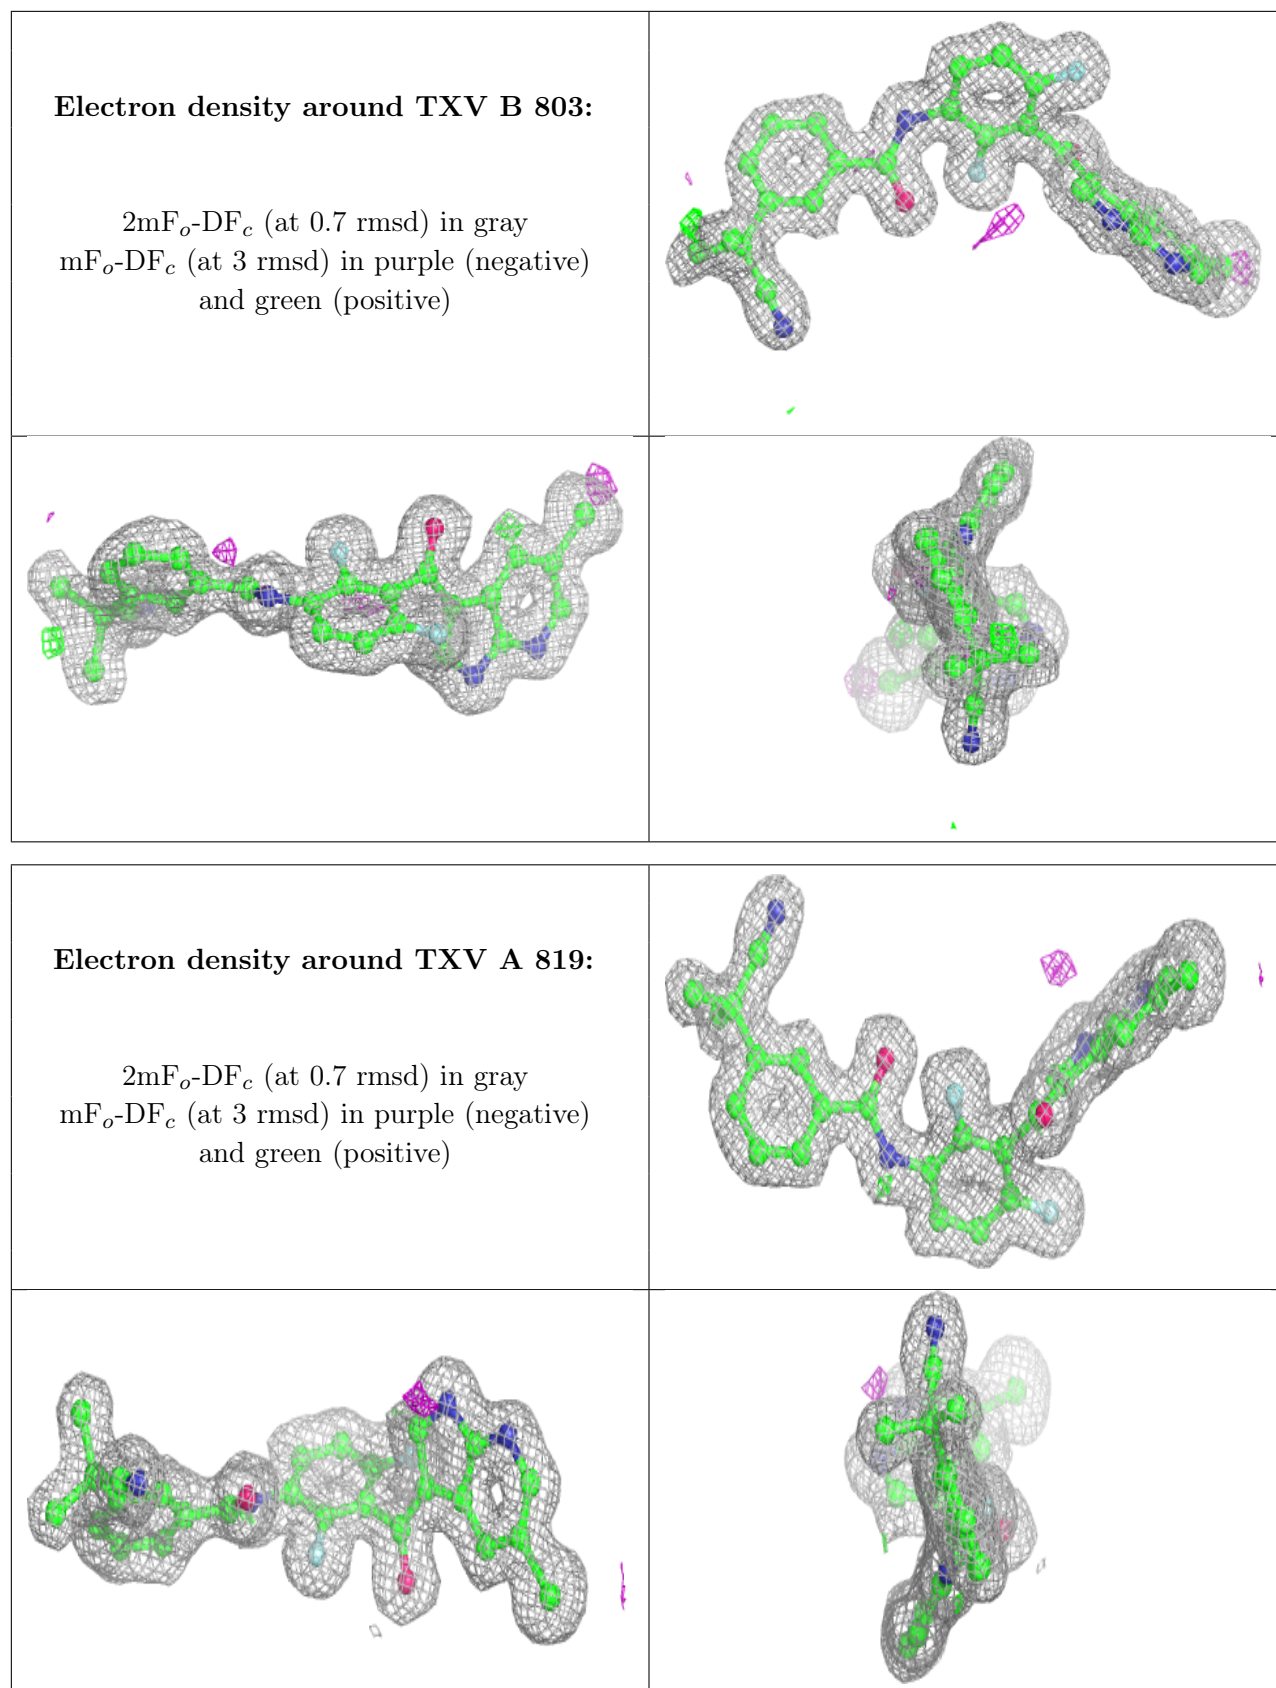 Electron density around TXV B 803:
2mFo-DFc (at 0.7 rmsd) in gray
mFo-DFc (at 3 rmsd) in purple (negative)
and green (positive)
Electron density around TXV A 819:
2mFo-DFc (at 0.7 rmsd) in gray
mFo-DFc (at 3 rmsd) in purple (negative)
and green (positive)